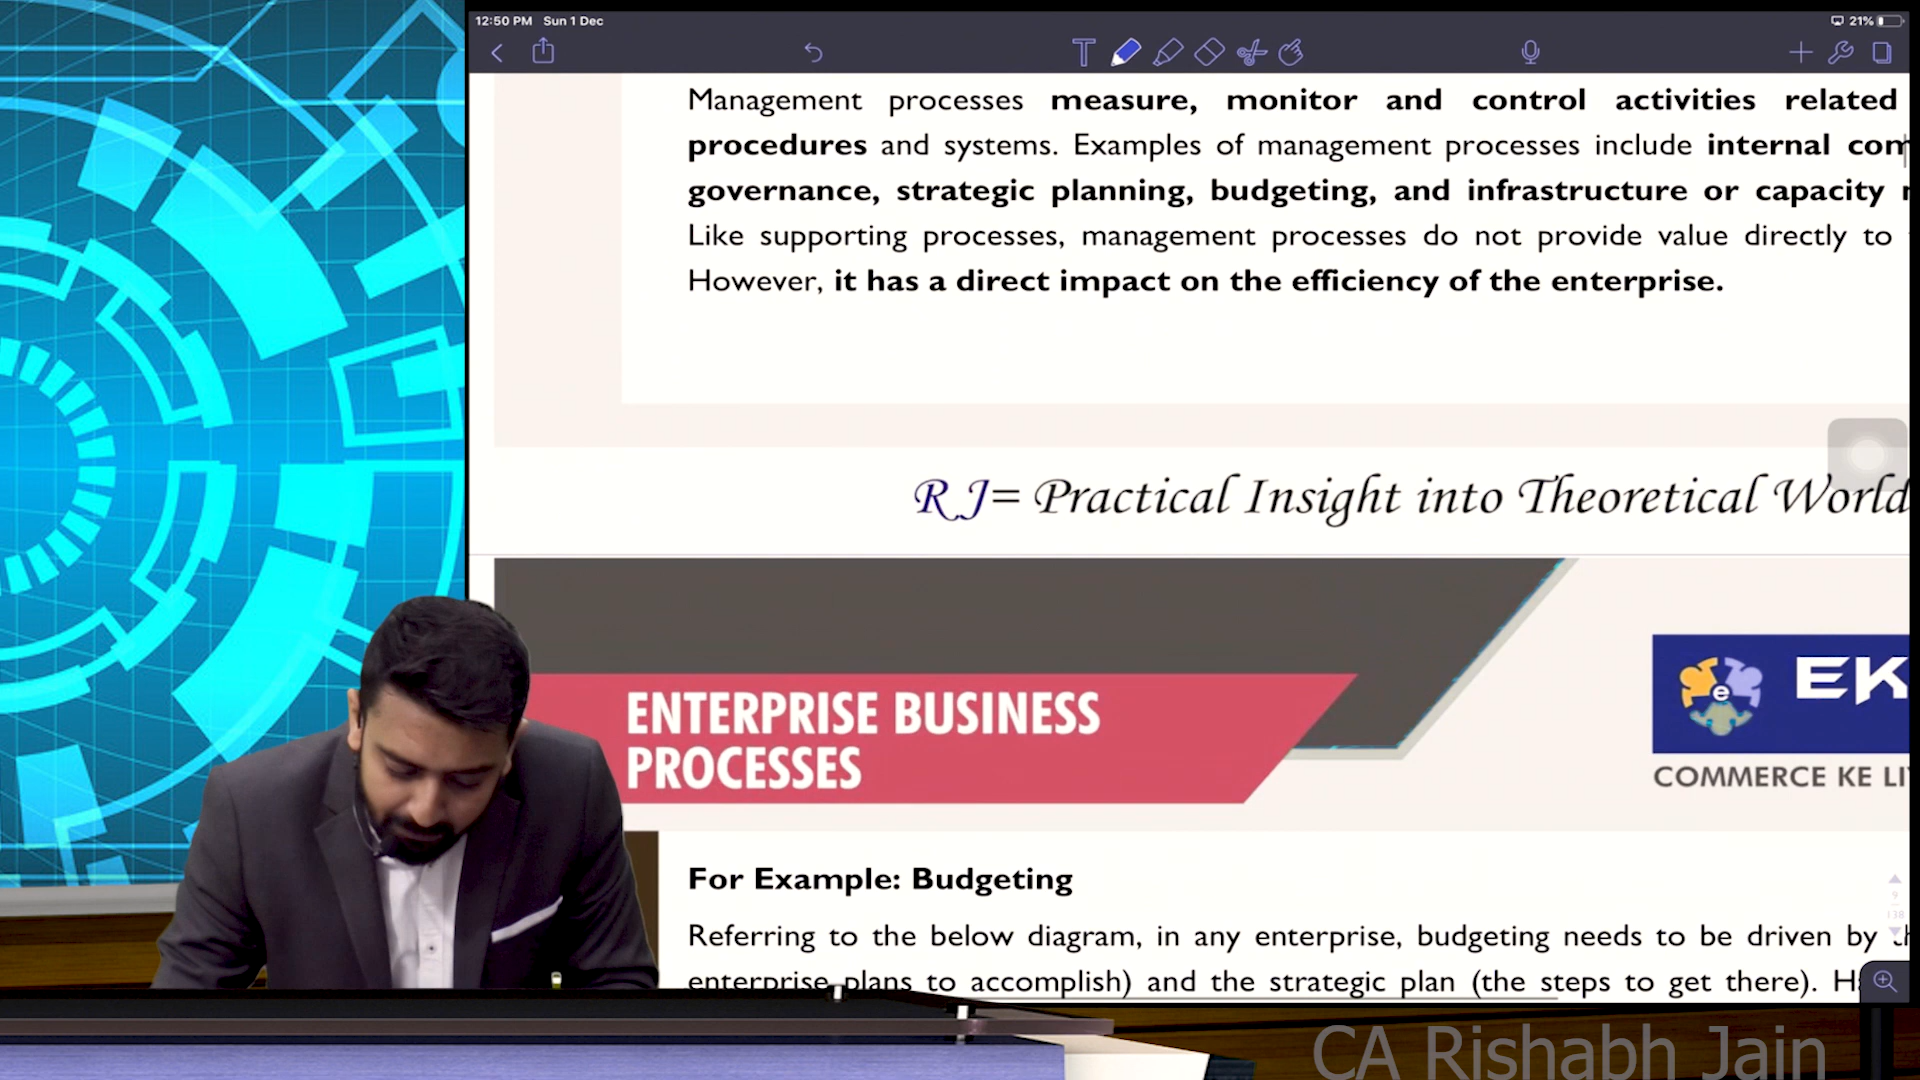 12:50 PM Sun 1 Dec
21%
Management processes measure, monitor and control activities related
procedures and systems. Examples of management processes include internal
governance, strategic planning, budgeting, and infrastructure or capacity
Like supporting processes, management processes do not provide value directly to
However, it has a direct impact on the efficiency of the enterprise.
RJ= Practical Insight into Theoretical World
ENTERPRISE BUSINESS
PROCESSES
e
EK
COMMERCE KE
For Example: Budgeting
Referring to the below diagram, in any enterprise, budgeting needs to be driven by
enterprise plans to accomplish) and the strategic plan (the steps to get there).
9
138
CA Rishabh Jain